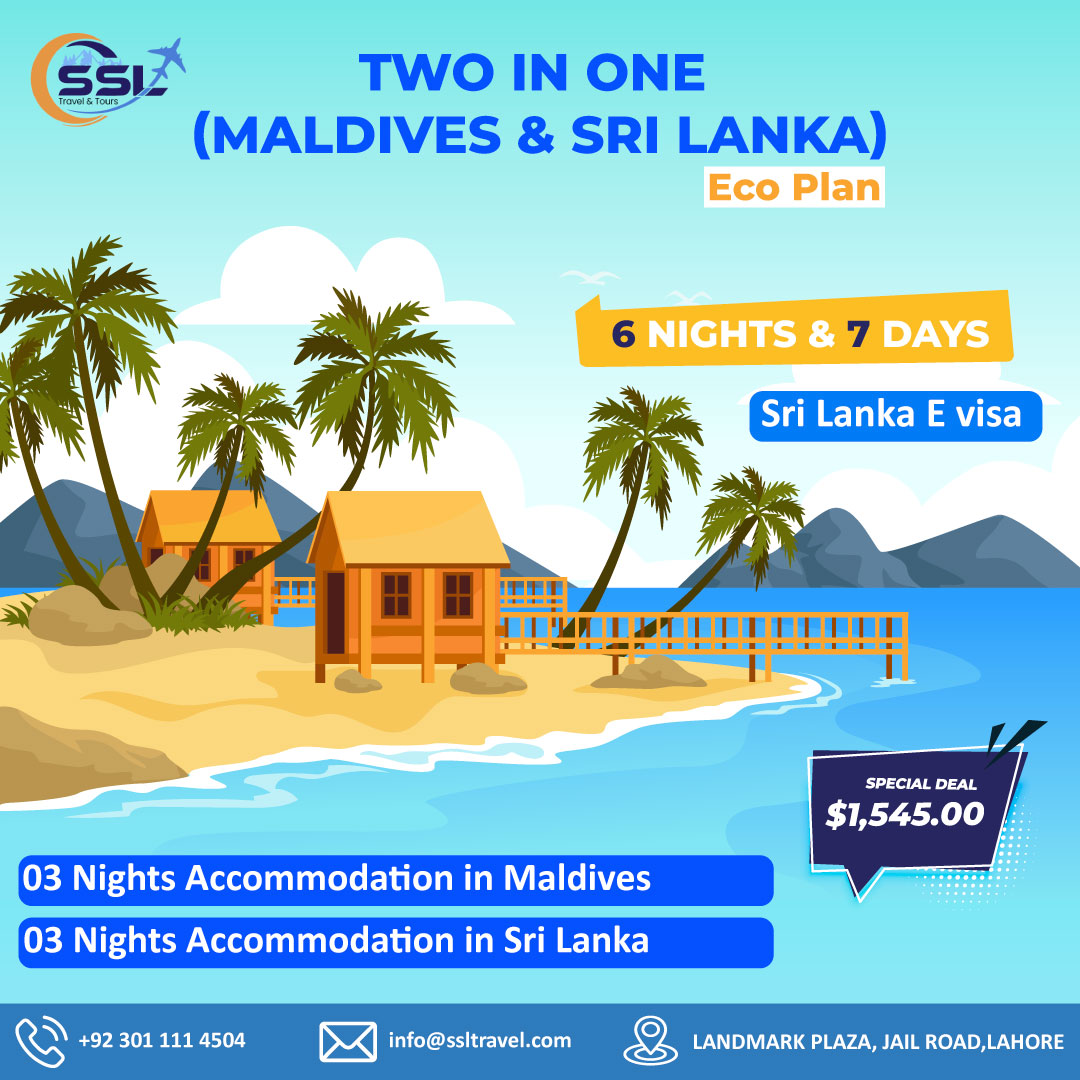 SSL
Travel & Tours
TWO IN ONE
(MALDIVES & SRI LANKA)
Eco Plan
6 NIGHTS & 7 DAYS
Sri Lanka E visa
SPECIAL DEAL
$1,545.00
03 Nights Accommodation in Maldives
03 Nights Accommodation in Sri Lanka
+92 301 111 4504
info@ssltravel.com
LANDMARK PLAZA, JAIL ROAD,LAHORE